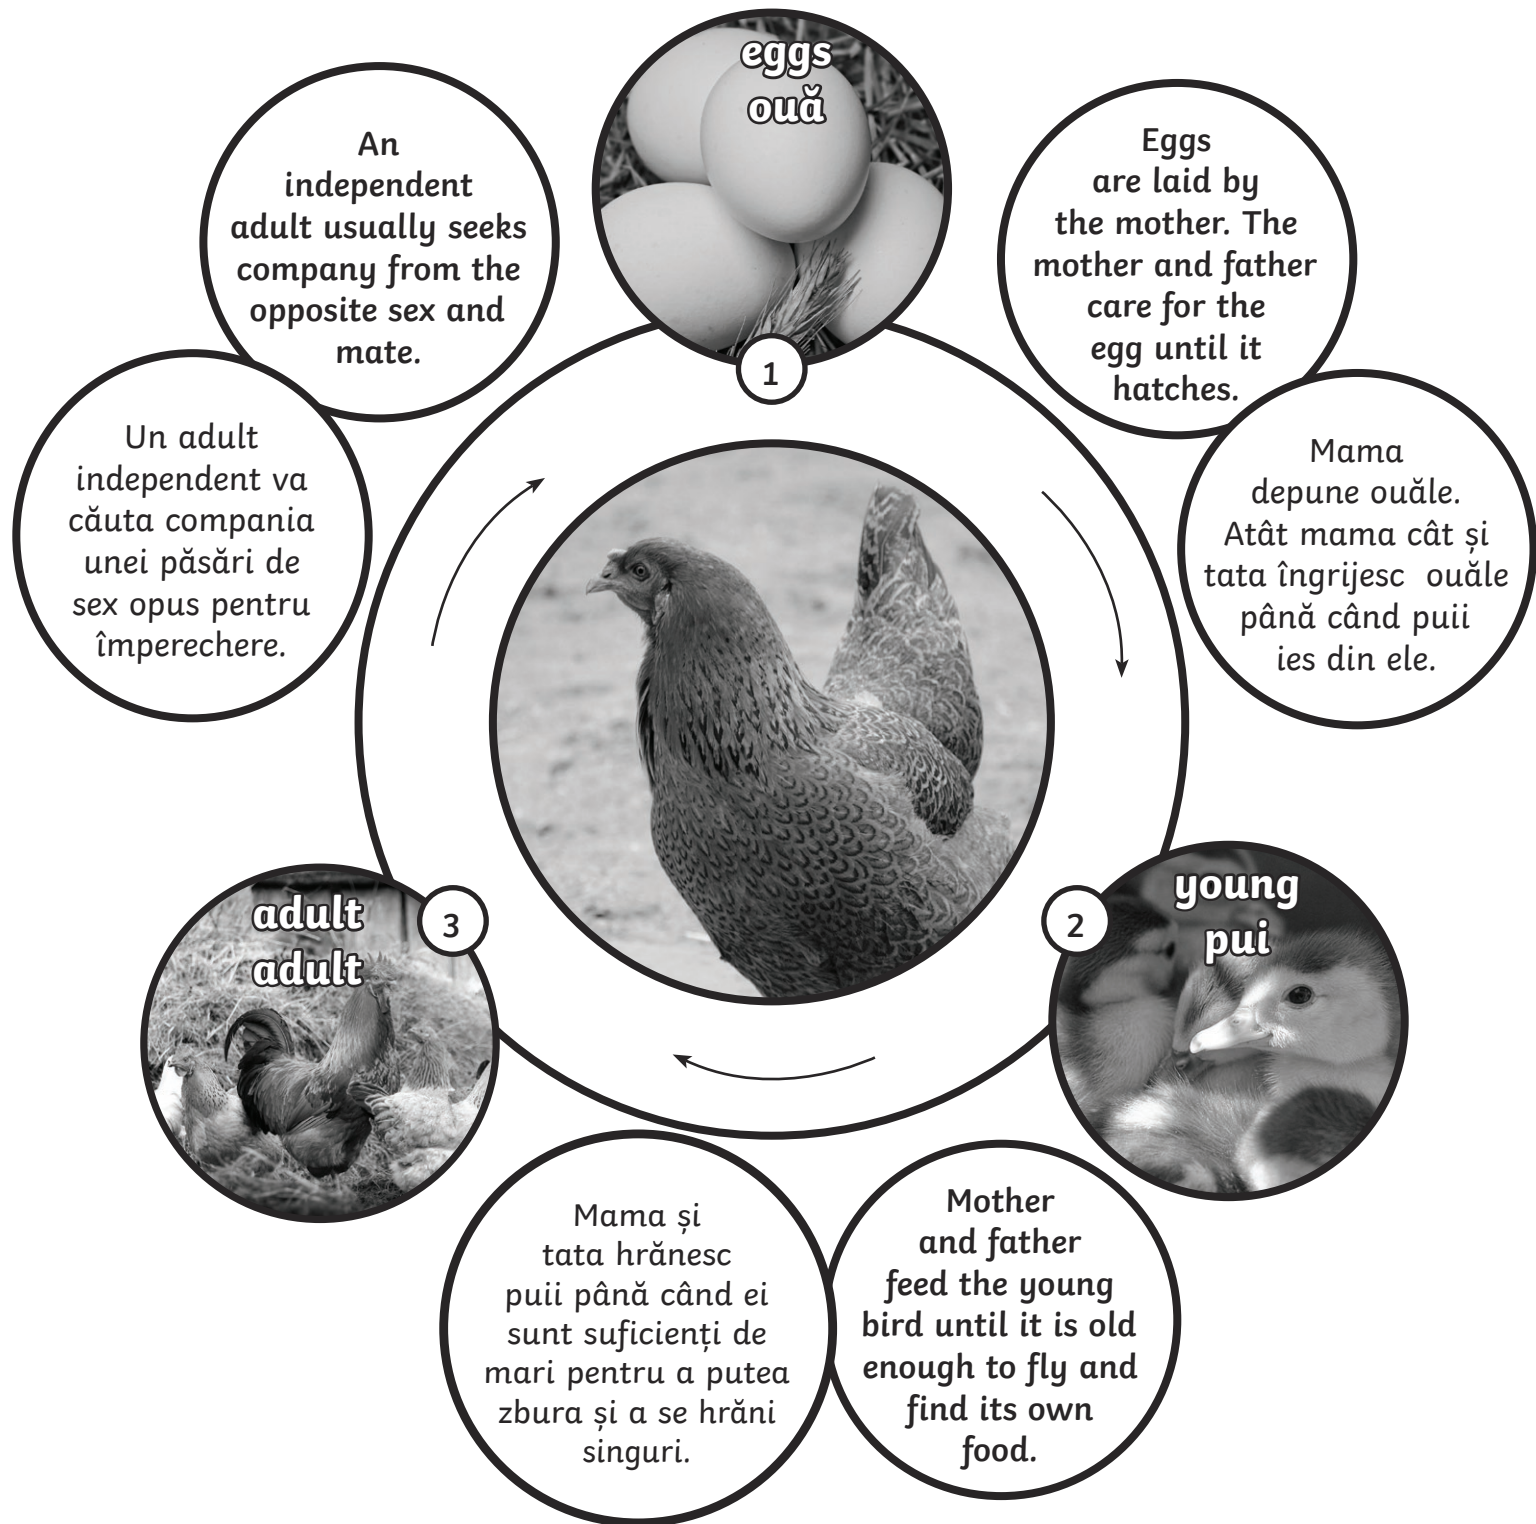 eggs
ouă
1
Eggs
are laid by
the mother. The
mother and father
care for the
egg until it
hatches.
Mama
depune ouăle.
Atât mama cât și
tata îngrijesc ouăle
până când puii
ies din ele.
young
pui
2
Mother
and father
feed the young
bird until it is old
enough to fly and
find its own
food.
Mama și
tata hrănesc
puii până când ei
sunt suficienți de
mari pentru a putea
zbura și a se hrăni
singuri.
adult
adult
3
An
independent
adult usually seeks
company from the
opposite sex and
mate.
Un adult
independent va
căuta compania
unei păsări de
sex opus pentru
împerechere.